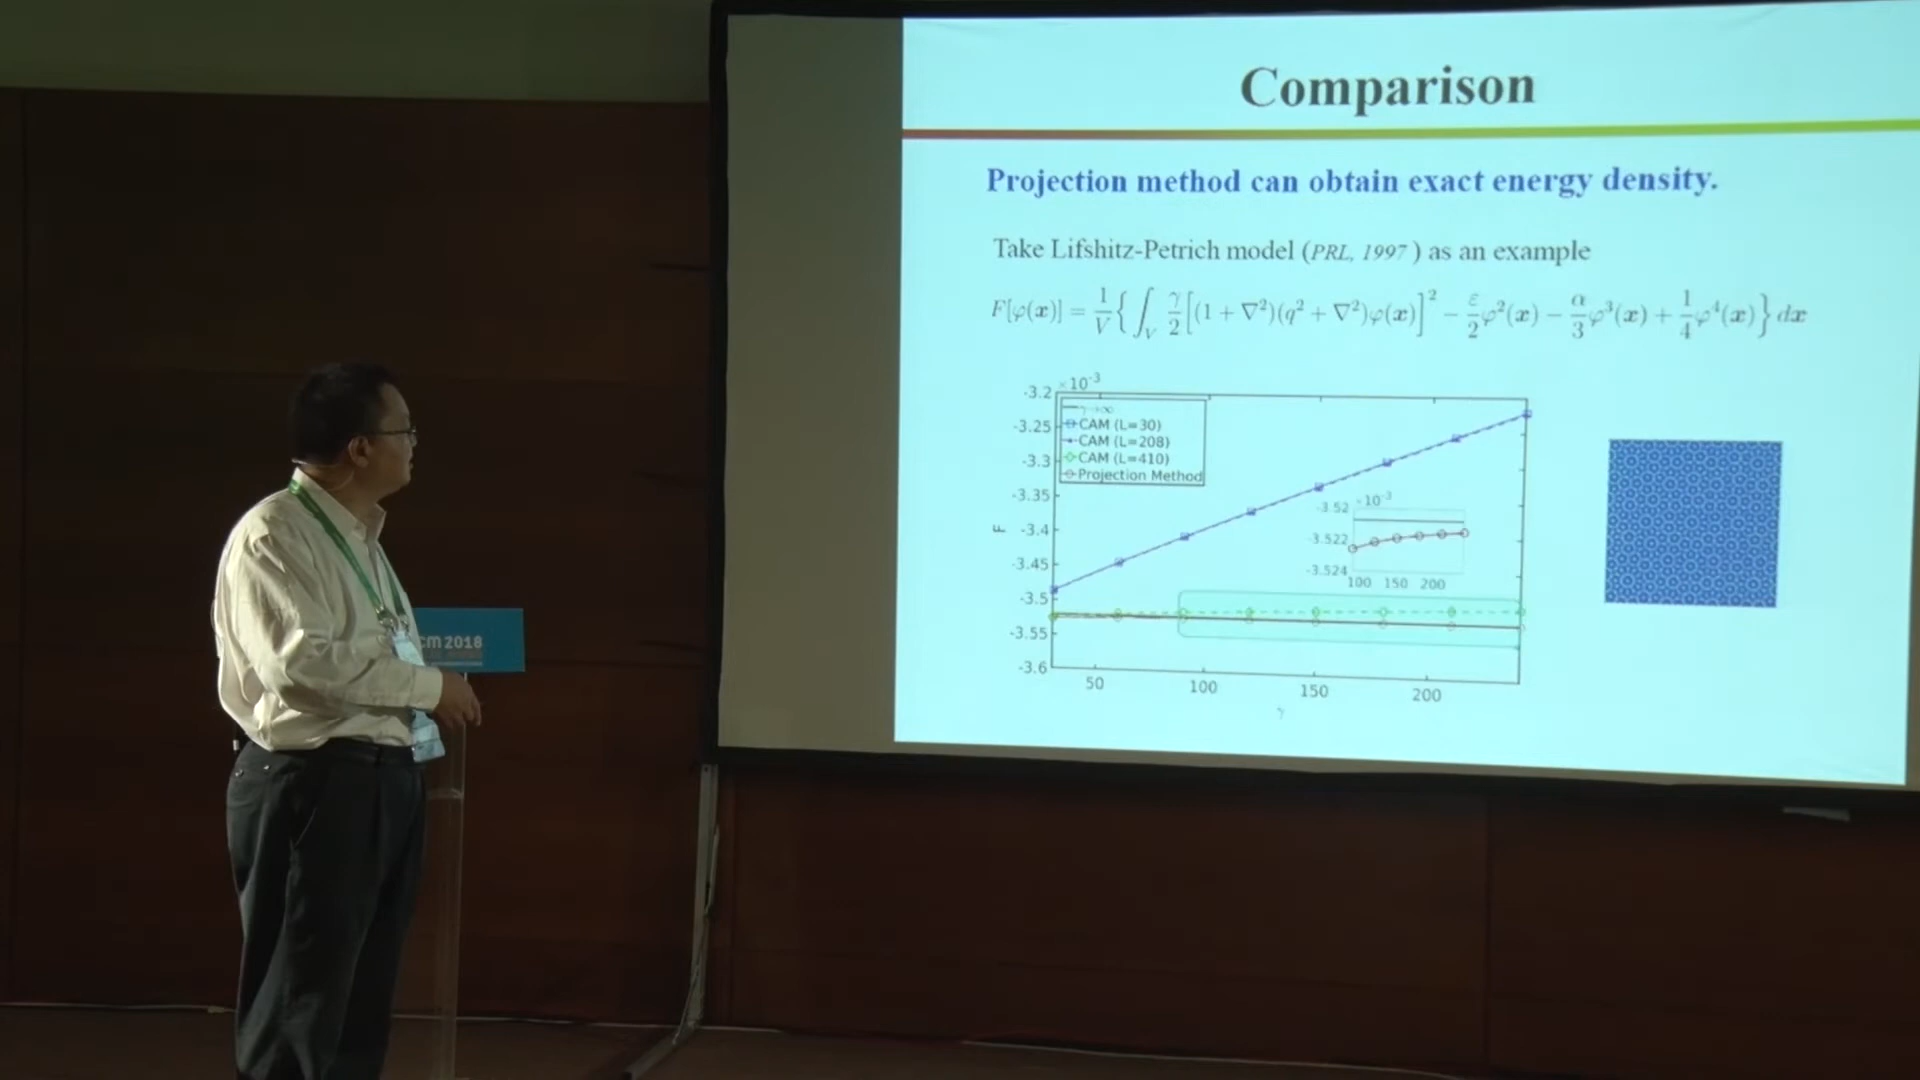 Comparison
Projection method can obtain exact energy density.
Take Lifshitz-Petrich model (PRL, 1997 ) as an example
F[φ(x)] = 1/V { ∫_V γ/2 [(1 + ∇²)(q² + ∇²)φ(x)]² − ε/2 φ²(x) − α/3 φ³(x) + 1/4 φ⁴(x) } dx
×10⁻³
-3.2
-3.25
-3.3
-3.35
-3.4
-3.45
-3.5
-3.55
-3.6
F
γ→∞
CAM (L=30)
CAM (L=208)
CAM (L=410)
Projection Method
×10⁻³
-3.52
-3.522
-3.524
100 150 200
50 100 150 200
γ
CM 2018